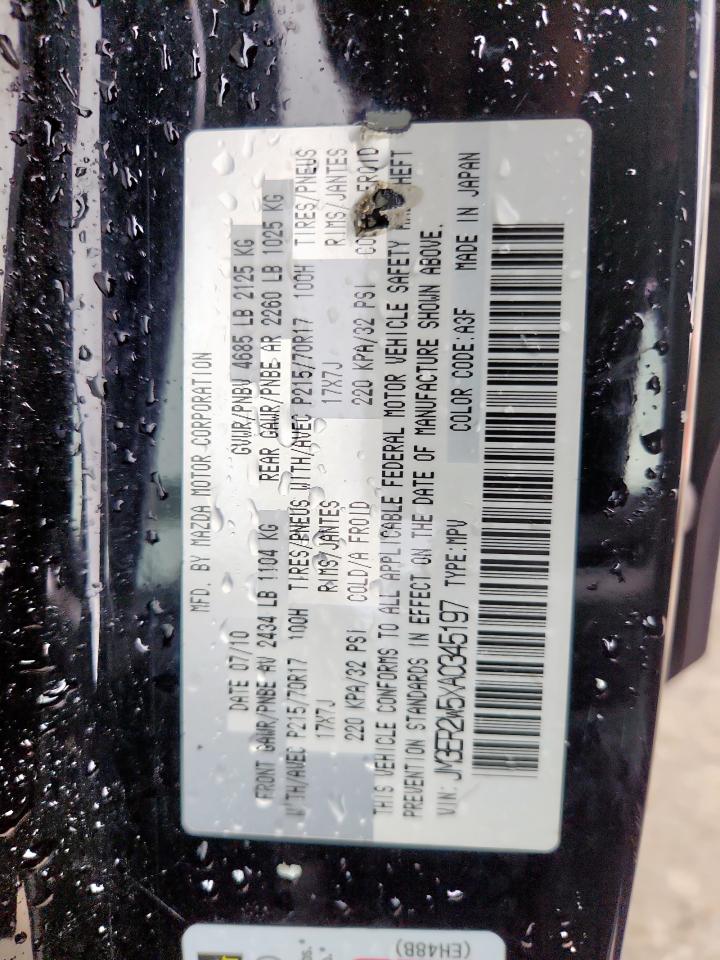 MFD. BY MAZDA MOTOR CORPORATION
DATE 07/10 GVWR/PNBV 4685 LB 2125 KG
FRONT GAWR/PNBE AV 2434 LB 1104 KG REAR GAWR/PNBE AR 2260 LB 1025 KG
WITH/AVEC P215/70R17 100H TIRES/PNEUS WITH/AVEC P215/70R17 100H TIRES/PNEUS
17X7J RIMS/JANTES 17X7J RIMS/JANTES
220 KPA/32 PSI COLD/A FROID 220 KPA/32 PSI FROID
THIS VEHICLE CONFORMS TO ALL APPLICABLE FEDERAL MOTOR VEHICLE SAFETY THEFT
PREVENTION STANDARDS IN EFFECT ON THE DATE OF MANUFACTURE SHOWN ABOVE.
VIN: JM3ER2W5XA0345197 TYPE:MPV COLOR CODE:A3F MADE IN JAPAN
(EH48B)